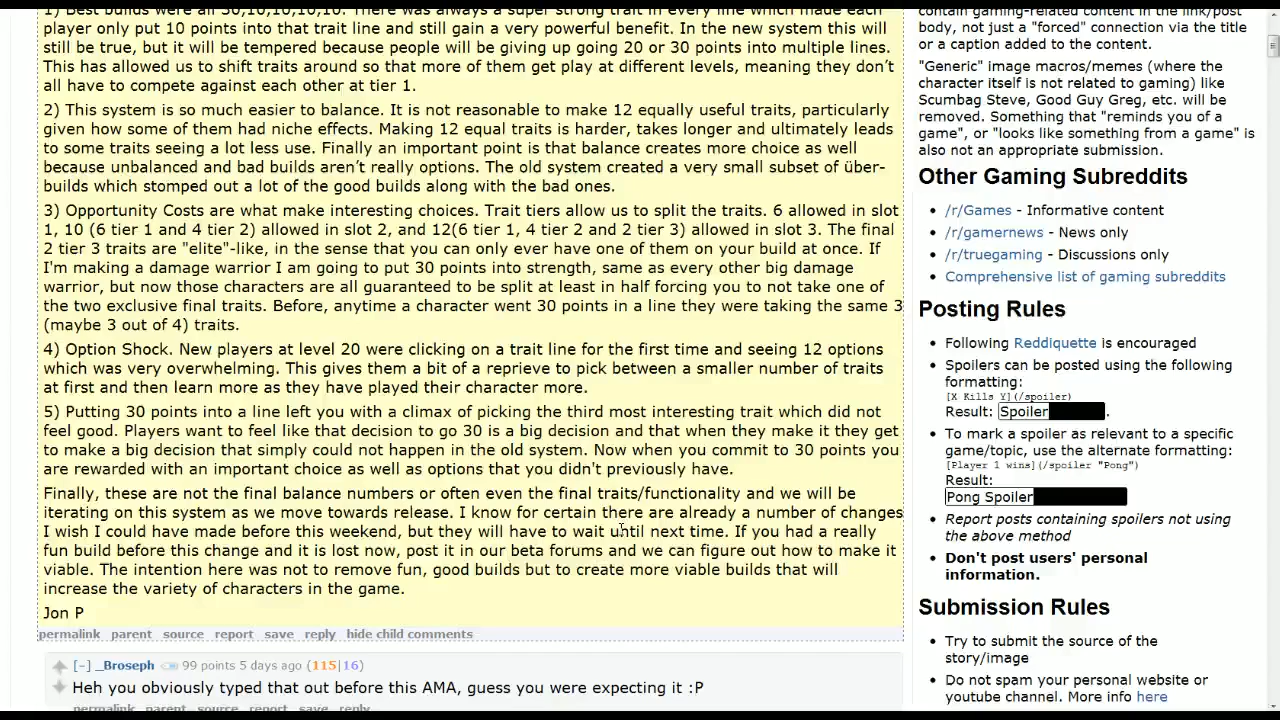 1) Best builds were all 30,10,10,10,10. There was always a super strong trait in every line which made each
player only put 10 points into that trait line and still gain a very powerful benefit. In the new system this will
still be true, but it will be tempered because people will be giving up going 20 or 30 points into multiple lines.
This has allowed us to shift traits around so that more of them get play at different levels, meaning they don’t
all have to compete against each other at tier 1.
2) This system is so much easier to balance. It is not reasonable to make 12 equally useful traits, particularly
given how some of them had niche effects. Making 12 equal traits is harder, takes longer and ultimately leads
to some traits seeing a lot less use. Finally an important point is that balance creates more choice as well
because unbalanced and bad builds aren’t really options. The old system created a very small subset of über-
builds which stomped out a lot of the good builds along with the bad ones.
3) Opportunity Costs are what make interesting choices. Trait tiers allow us to split the traits. 6 allowed in slot
1, 10 (6 tier 1 and 4 tier 2) allowed in slot 2, and 12(6 tier 1, 4 tier 2 and 2 tier 3) allowed in slot 3. The final
2 tier 3 traits are "elite"-like, in the sense that you can only ever have one of them on your build at once. If
I'm making a damage warrior I am going to put 30 points into strength, same as every other big damage
warrior, but now those characters are all guaranteed to be split at least in half forcing you to not take one of
the two exclusive final traits. Before, anytime a character went 30 points in a line they were taking the same 3
(maybe 3 out of 4) traits.
4) Option Shock. New players at level 20 were clicking on a trait line for the first time and seeing 12 options
which was very overwhelming. This gives them a bit of a reprieve to pick between a smaller number of traits
at first and then learn more as they have played their character more.
5) Putting 30 points into a line left you with a climax of picking the third most interesting trait which did not
feel good. Players want to feel like that decision to go 30 is a big decision and that when they make it they get
to make a big decision that simply could not happen in the old system. Now when you commit to 30 points you
are rewarded with an important choice as well as options that you didn't previously have.
Finally, these are not the final balance numbers or often even the final traits/functionality and we will be
iterating on this system as we move towards release. I know for certain there are already a number of changes
I wish I could have made before this weekend, but they will have to wait until next time. If you had a really
fun build before this change and it is lost now, post it in our beta forums and we can figure out how to make it
viable. The intention here was not to remove fun, good builds but to create more viable builds that will
increase the variety of characters in the game.
Jon P
permalink parent source report save reply hide child comments
[-] _Broseph 99 points 5 days ago (115|16)
Heh you obviously typed that out before this AMA, guess you were expecting it :P
permalink parent source report save reply
contain gaming-related content in the link/post
body, not just a "forced" connection via the title
or a caption added to the content.
"Generic" image macros/memes (where the
character itself is not related to gaming) like
Scumbag Steve, Good Guy Greg, etc. will be
removed. Something that "reminds you of a
game", or "looks like something from a game" is
also not an appropriate submission.
Other Gaming Subreddits
/r/Games - Informative content
/r/gamernews - News only
/r/truegaming - Discussions only
Comprehensive list of gaming subreddits
Posting Rules
Following Reddiquette is encouraged
Spoilers can be posted using the following
formatting:
[X Kills Y](/spoiler)
Result: Spoiler .
To mark a spoiler as relevant to a specific
game/topic, use the alternate formatting:
[Player 1 wins](/spoiler "Pong")
Result:
Pong Spoiler
Report posts containing spoilers not using
the above method
Don't post users' personal
information.
Submission Rules
Try to submit the source of the
story/image
Do not spam your personal website or
youtube channel. More info here